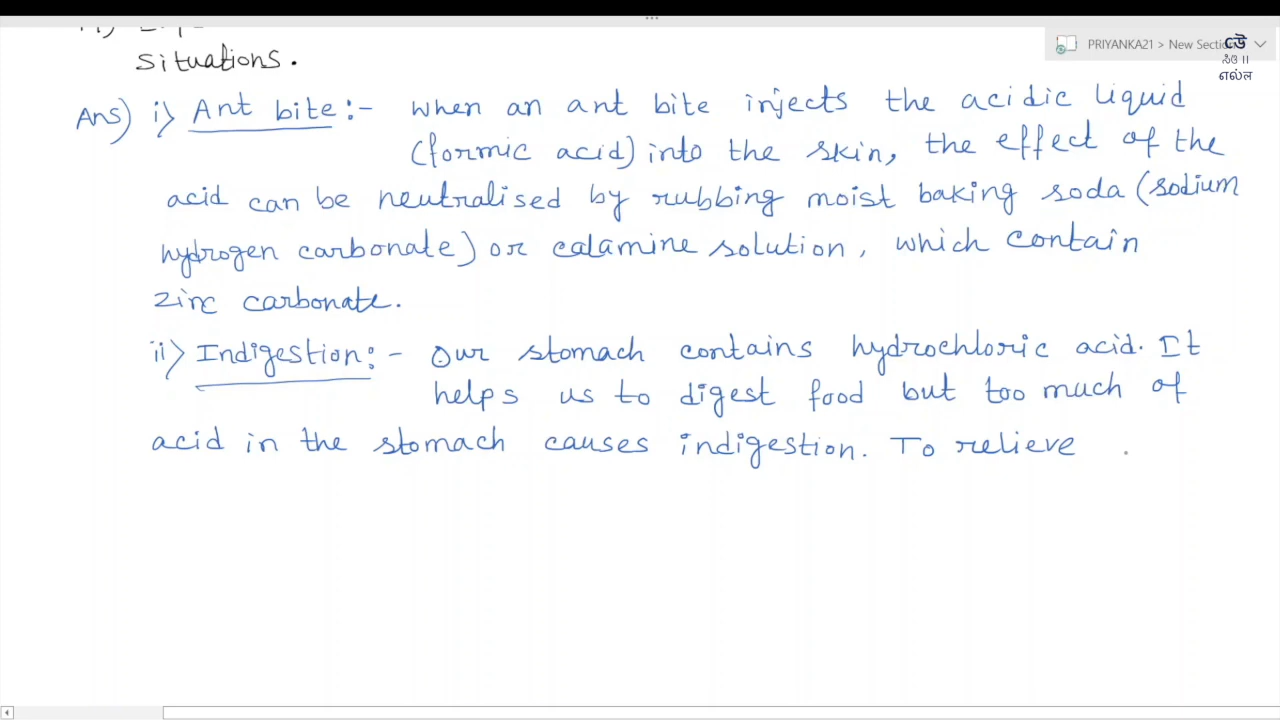 situations.
PRIYANKA21 > New Section
Ans) i) Ant bite :- when an ant bite injects the acidic liquid
(formic acid) into the skin, the effect of the
acid can be neutralised by rubbing moist baking soda (sodium
hydrogen carbonate) or calamine solution, which contain
zinc carbonate.
ii) Indigestion :- Our stomach contains hydrochloric acid. It
helps us to digest food but too much of
acid in the stomach causes indigestion. To relieve